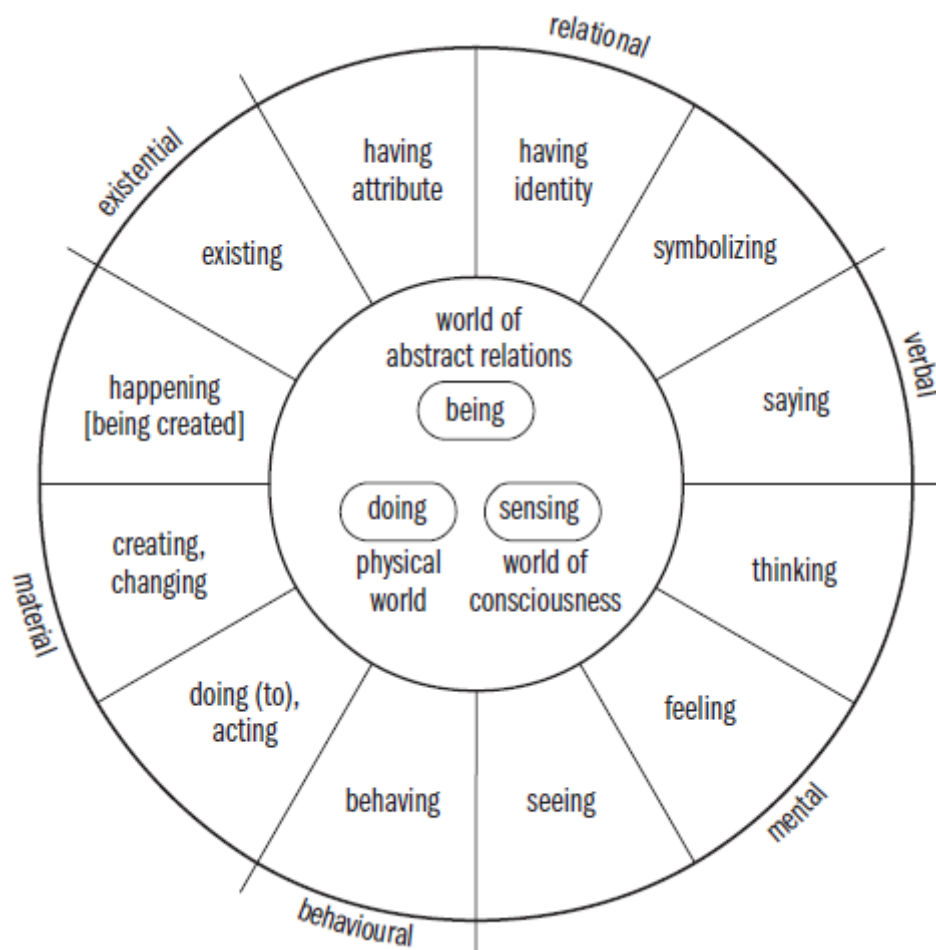 relational
existential
having
attribute
having
identity
existing
symbolizing
world of
abstract relations
being
verbal
happening
[being created]
saying
doing
sensing
physical
world
world of
consciousness
creating,
changing
thinking
material
doing (to),
acting
feeling
behaving
seeing
mental
behavioural